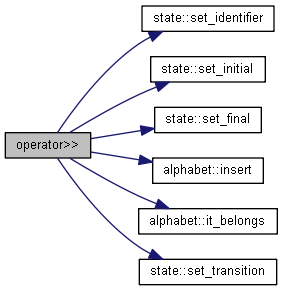 state::set_identifier
state::set_initial
state::set_final
operator>>
alphabet::insert
alphabet::it_belongs
state::set_transition